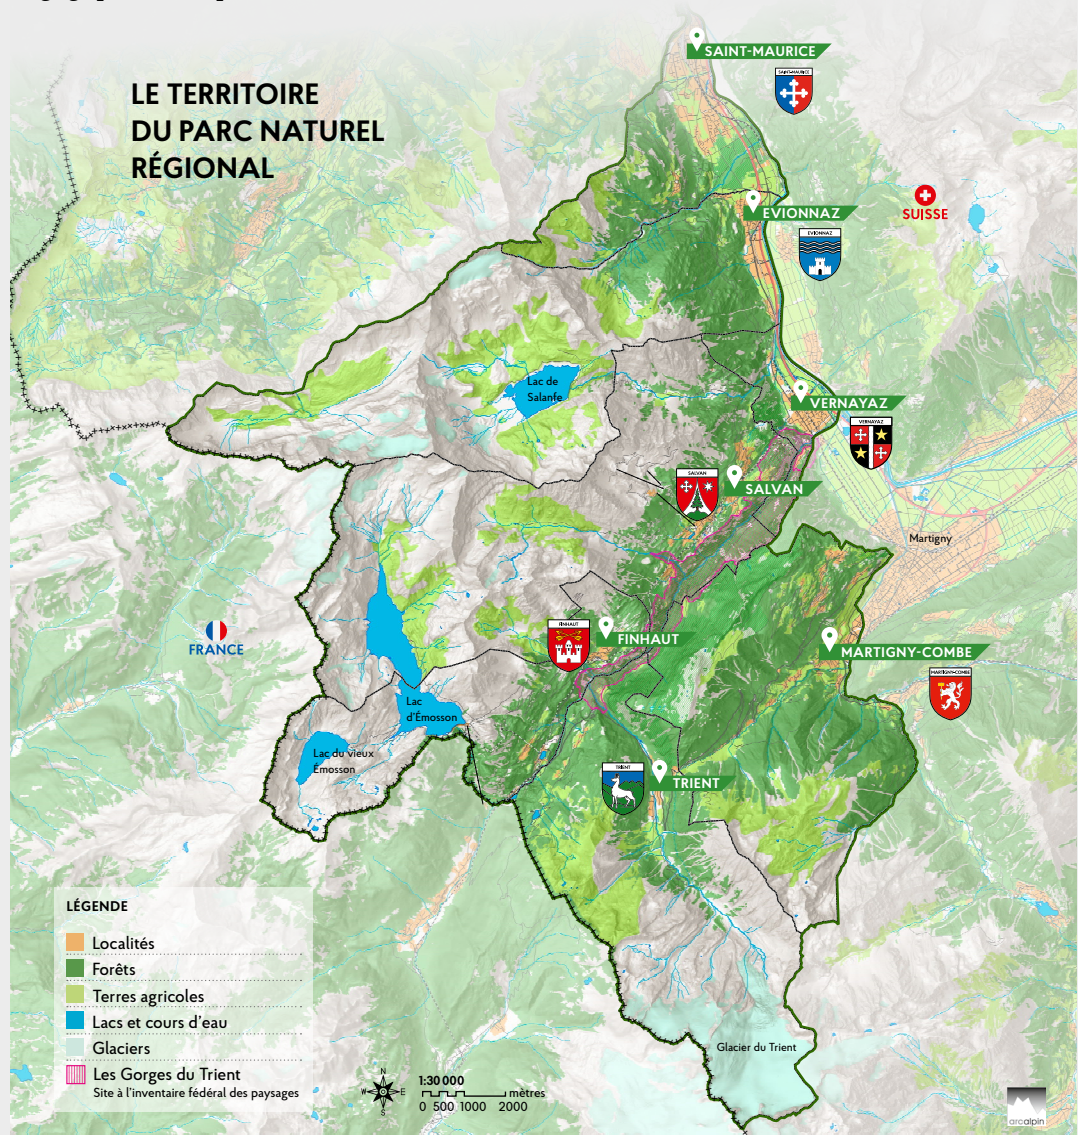 LE TERRITOIRE
DU PARC NATUREL
RÉGIONAL
SAINT-MAURICE
SAINT-MAURICE
EVIONNAZ
EVIONNAZ
SUISSE
Lac de
Salanfe
VERNAYAZ
VERNAYAZ
SALVAN
SALVAN
Martigny
FINHAUT
FINHAUT
FRANCE
MARTIGNY-COMBE
MARTIGNY-COMBE
Lac
d'Émosson
Lac du vieux
Émosson
TRIENT
TRIENT
LÉGENDE
Localités
Forêts
Terres agricoles
Lacs et cours d'eau
Glaciers
Les Gorges du Trient
Site à l'inventaire fédéral des paysages
Glacier du Trient
N
W E
S
1:30 000
mètres
0 500 1000 2000
arcalpin